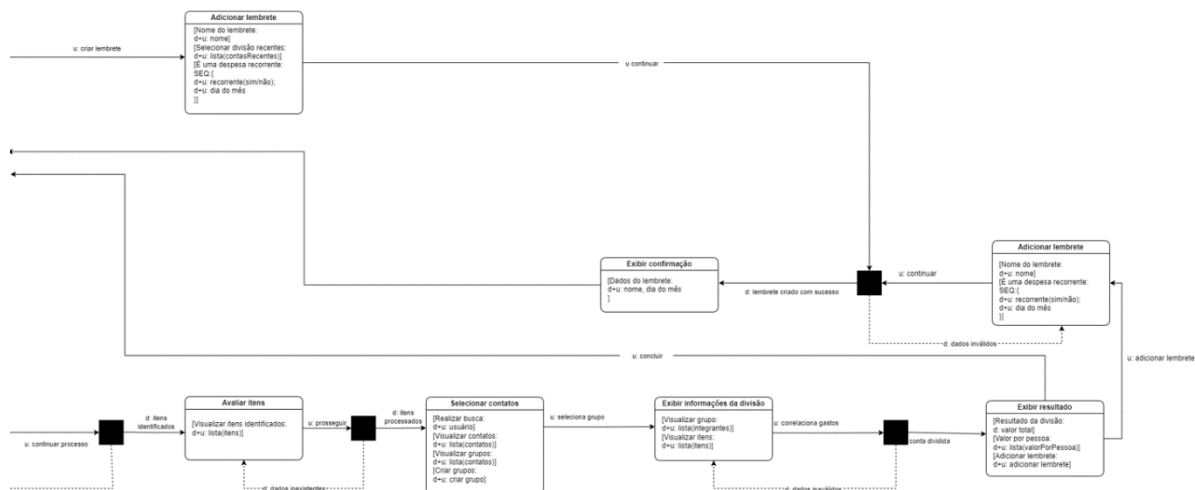 Adicionar lembrete
[Nome do lembrete:
d+u: nome]
[Selecionar divisão recentes:
d+u: lista(contasRecentes)]
[É uma despesa recorrente:
SEQ:{
d+u: recorrente(sim/não);
d+u: dia do mês
}]
u: criar lembrete
u continuar
Adicionar lembrete
[Nome do lembrete:
d+u: nome]
[É uma despesa recorrente:
SEQ:{
d+u: recorrente(sim/não);
d+u: dia do mês
}]
u: continuar
Exibir confirmação
[Dados do lembrete:
d+u: nome, dia do mês
]
d: lembrete criado com sucesso
d: dados inválidos
u: concluir
u: adicionar lembrete
u: continuar processo
d: itens
identificados
Avaliar itens
[Visualizar itens identificados:
d+u: lista(itens)]
u: prosseguir
d: itens
processados
d: dados inexistentes
Selecionar contatos
[Realizar busca:
d+u: usuário]
[Visualizar contatos:
d+u: lista(contatos)]
[Visualizar grupos:
d+u: lista(contatos)]
[Criar grupos:
d+u: criar grupo]
u: seleciona grupo
Exibir informações da divisão
[Visualizar grupo:
d+u: lista(integrantes)]
[Visualizar itens:
d+u: lista(itens)]
u: correlaciona gastos
d: dados inaválidos
conta dividida
Exibir resultado
[Resultado da divisão:
d: valor total]
[Valor por pessoa:
d+u: lista(valorPorPessoa)]
[Adicionar lembrete:
d+u: adicionar lembrete]